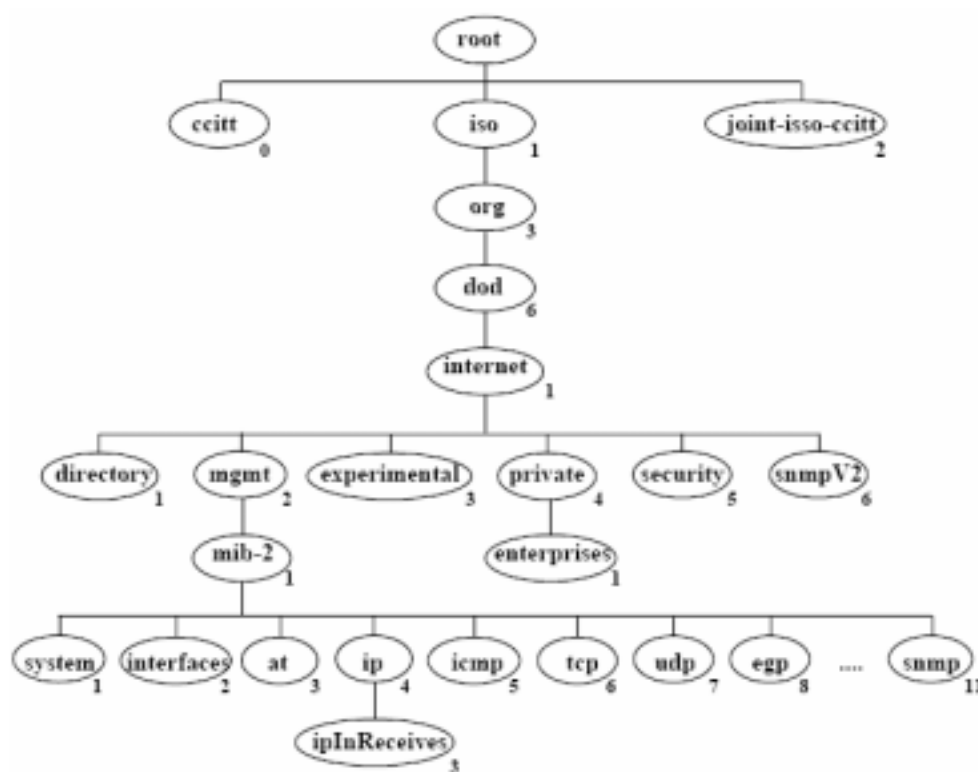 root
ccitt iso joint-isso-ccitt
0 1 2
org
3
dod
6
internet
1
directory mgmt experimental private security snmpV2
1 2 3 4 5 6
mib-2 enterprises
1 1
system interfaces at ip icmp tcp udp egp .... snmp
1 2 3 4 5 6 7 8 11
ipInReceives
3